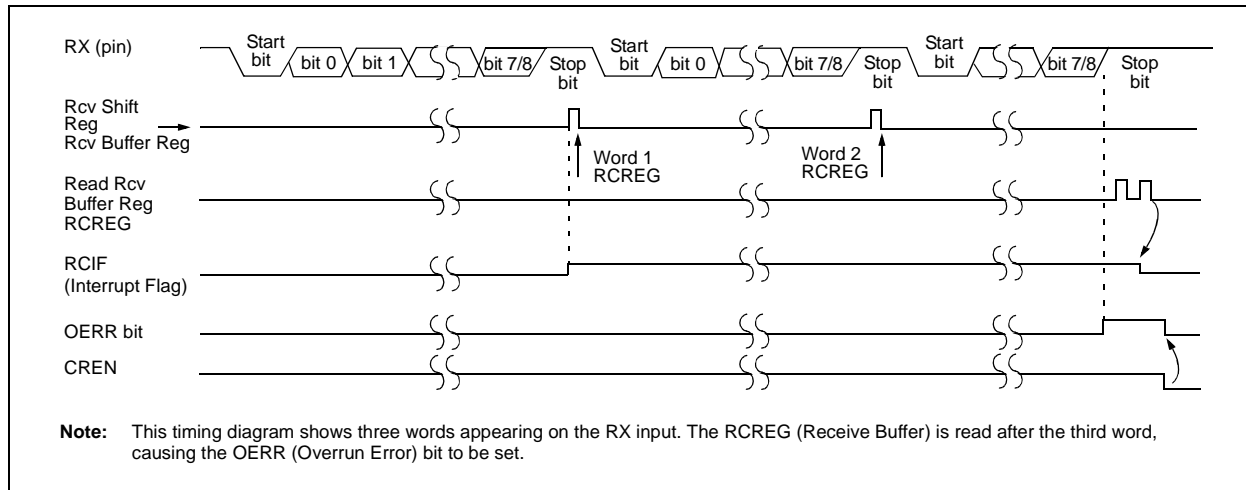 RX (pin)
Start
bit
bit 0
bit 1
bit 7/8
Stop
bit
Start
bit
bit 0
bit 7/8
Stop
bit
Start
bit
bit 7/8
Stop
bit
Rcv Shift
Reg
Rcv Buffer Reg
Word 1
RCREG
Word 2
RCREG
Read Rcv
Buffer Reg
RCREG
RCIF
(Interrupt Flag)
OERR bit
CREN
Note: This timing diagram shows three words appearing on the RX input. The RCREG (Receive Buffer) is read after the third word,
causing the OERR (Overrun Error) bit to be set.